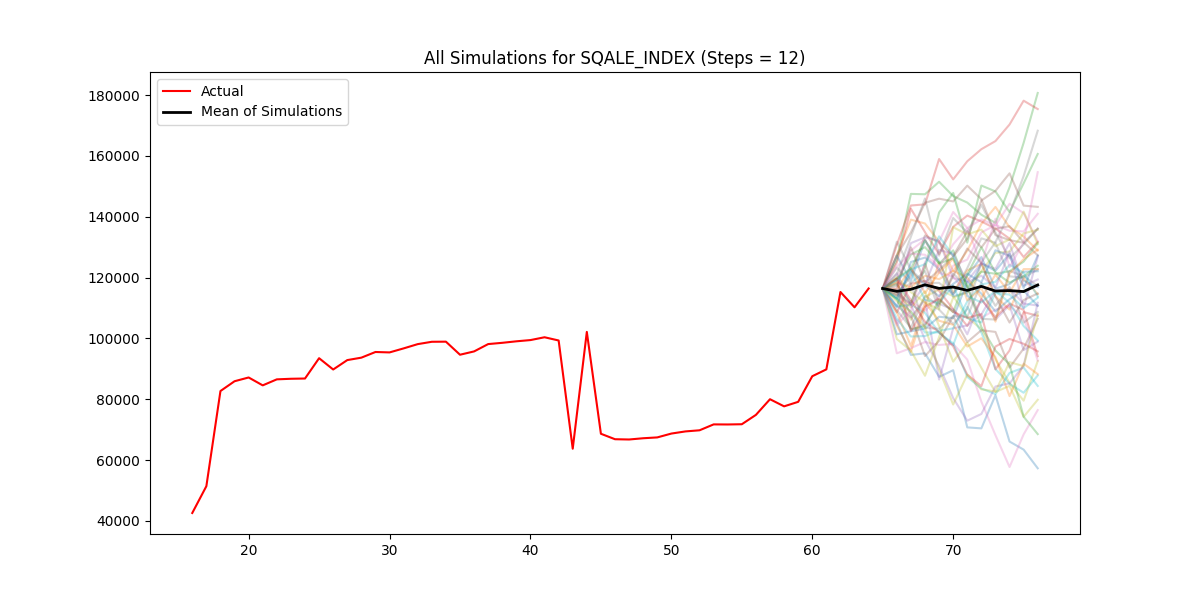 All Simulations for SQALE_INDEX (Steps = 12)
Actual
Mean of Simulations
180000
160000
140000
120000
100000
80000
60000
40000
20 30 40 50 60 70